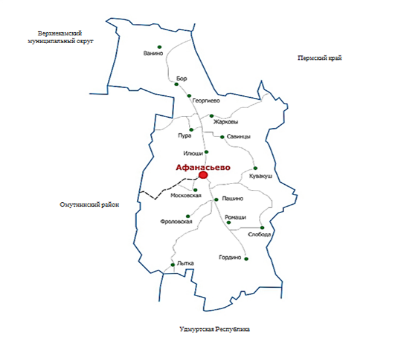 Верхнекамский
муниципальный округ
Пермский край
Ванино
Бор
Георгиево
Жарковы
Пура
Савинцы
Илюши
Афанасьево
Кувакуш
Московская
Пашино
Омутнинский район
Фроловская
Ромаши
Слобода
Гордино
Лытка
Удмуртская Республика